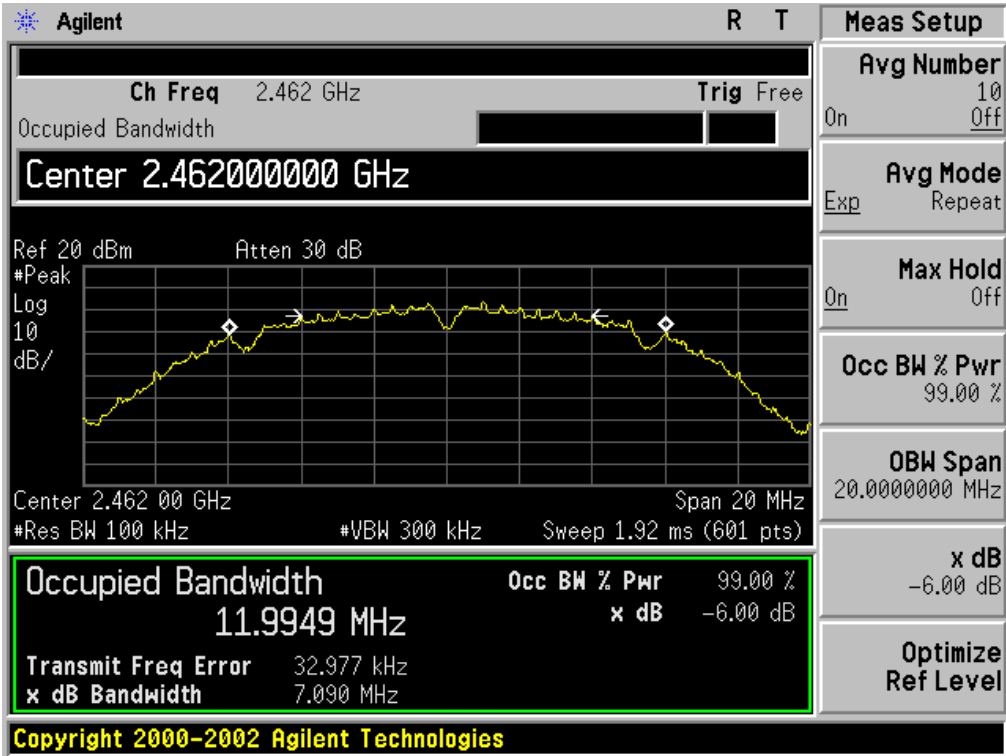 Agilent R T
Ch Freq 2.462 GHz Trig Free
Occupied Bandwidth
Center 2.462000000 GHz
Ref 20 dBm Atten 30 dB
#Peak
Log
10
dB/
Center 2.462 00 GHz Span 20 MHz
#Res BW 100 kHz #VBW 300 kHz Sweep 1.92 ms (601 pts)
Occupied Bandwidth
11.9949 MHz
Occ BW % Pwr 99.00 %
x dB -6.00 dB
Transmit Freq Error 32.977 kHz
x dB Bandwidth 7.090 MHz
Copyright 2000-2002 Agilent Technologies
Meas Setup
Avg Number
10
On Off
Avg Mode
Exp Repeat
Max Hold
On Off
Occ BW % Pwr
99.00 %
OBW Span
20.0000000 MHz
x dB
-6.00 dB
Optimize
Ref Level